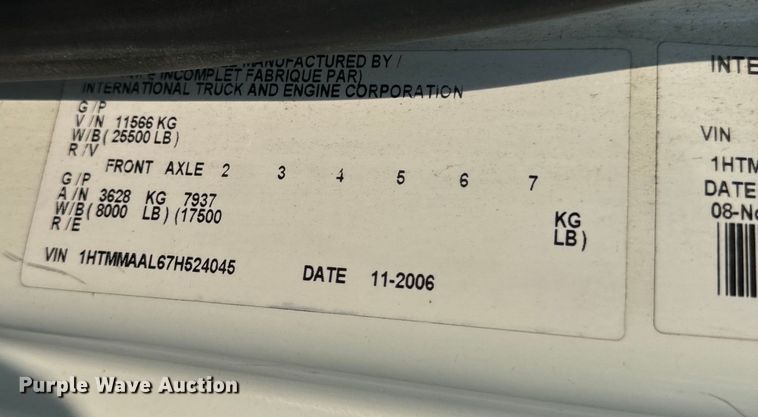 MANUFACTURED BY /
INCOMPLET FABRIQUE PAR)
INTERNATIONAL TRUCK AND ENGINE CORPORATION
G/P
V/N 11566 KG
W/B( 25500 LB)
R/V
FRONT AXLE 2 3 4 5 6 7
G/P
A/N 3628 KG 7937 KG
W/B( 8000 LB) (17500 LB)
R/E
VIN 1HTMMAAL67H524045 DATE 11-2006
INTE
VIN
1HTM
DATE
08-No
Purple Wave Auction